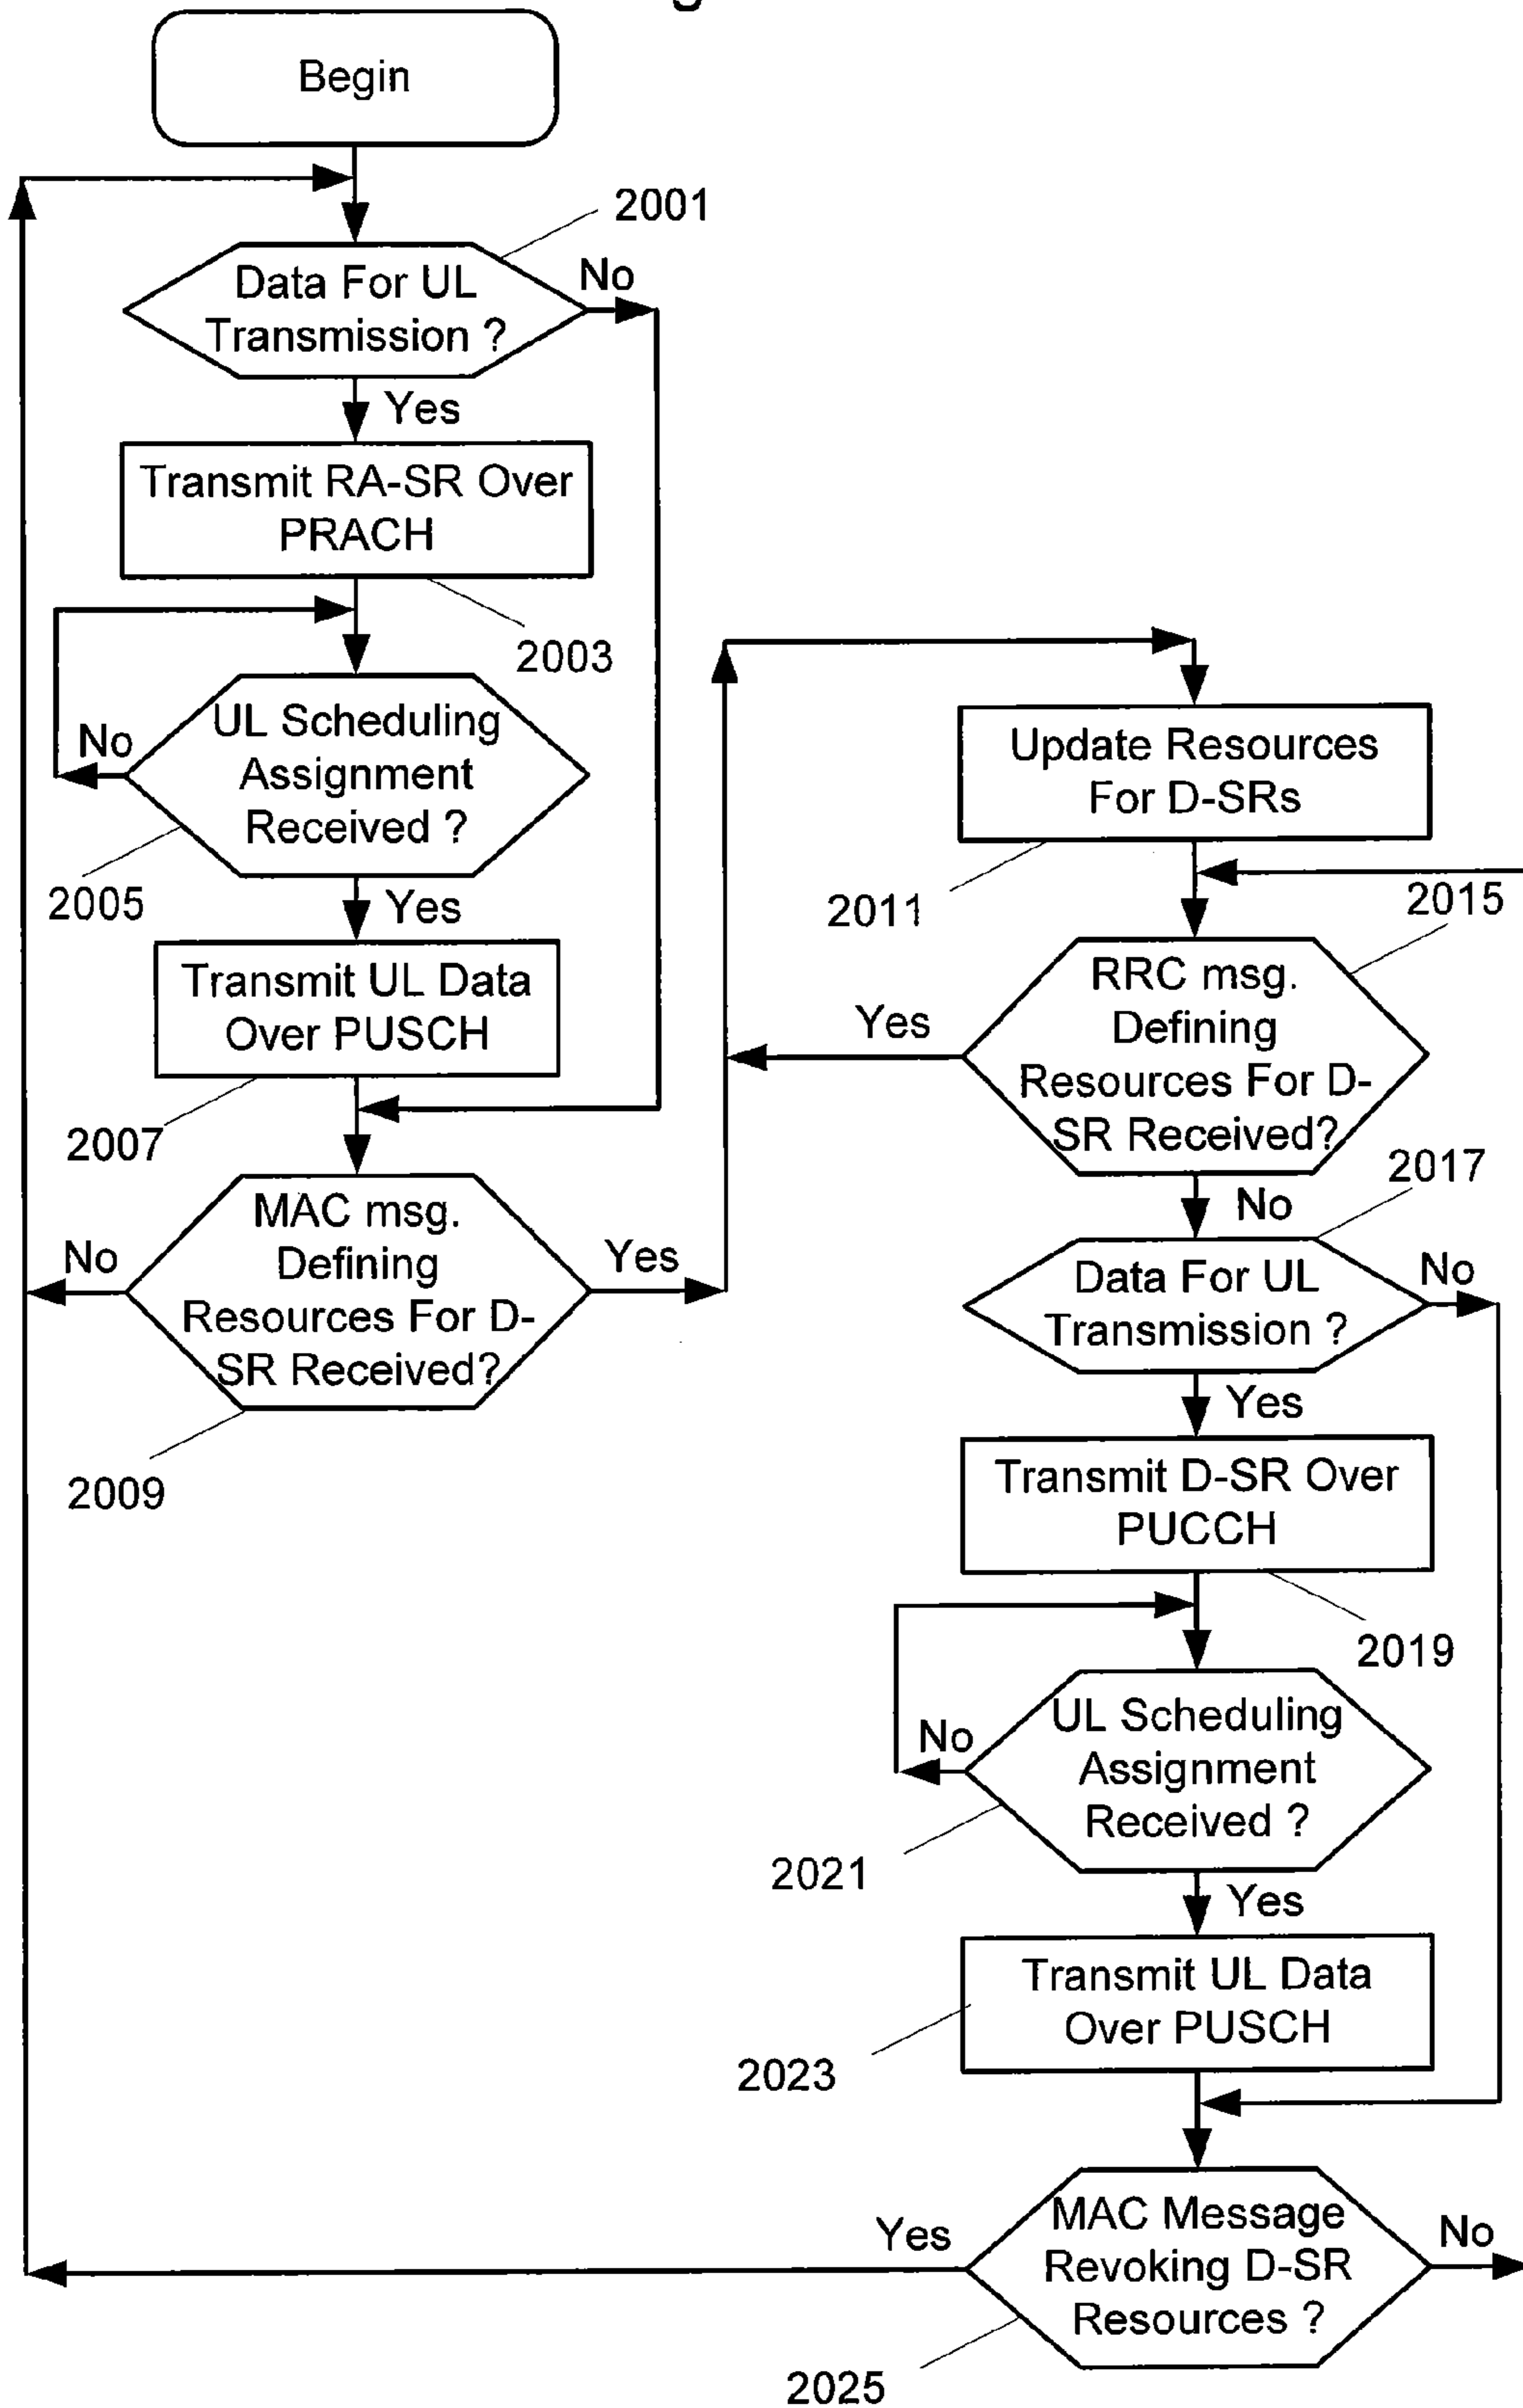 Begin
2001
Data For UL
Transmission ?
No
Yes
Transmit RA-SR Over
PRACH
2003
UL Scheduling
Assignment
Received ?
No
2005
Yes
Transmit UL Data
Over PUSCH
2007
MAC msg.
Defining
Resources For D-
SR Received?
No
Yes
2009
Update Resources
For D-SRs
2011
2015
RRC msg.
Defining
Resources For D-
SR Received?
Yes
No
2017
Data For UL
Transmission ?
No
Yes
Transmit D-SR Over
PUCCH
2019
UL Scheduling
Assignment
Received ?
No
2021
Yes
Transmit UL Data
Over PUSCH
2023
MAC Message
Revoking D-SR
Resources ?
Yes
No
2025